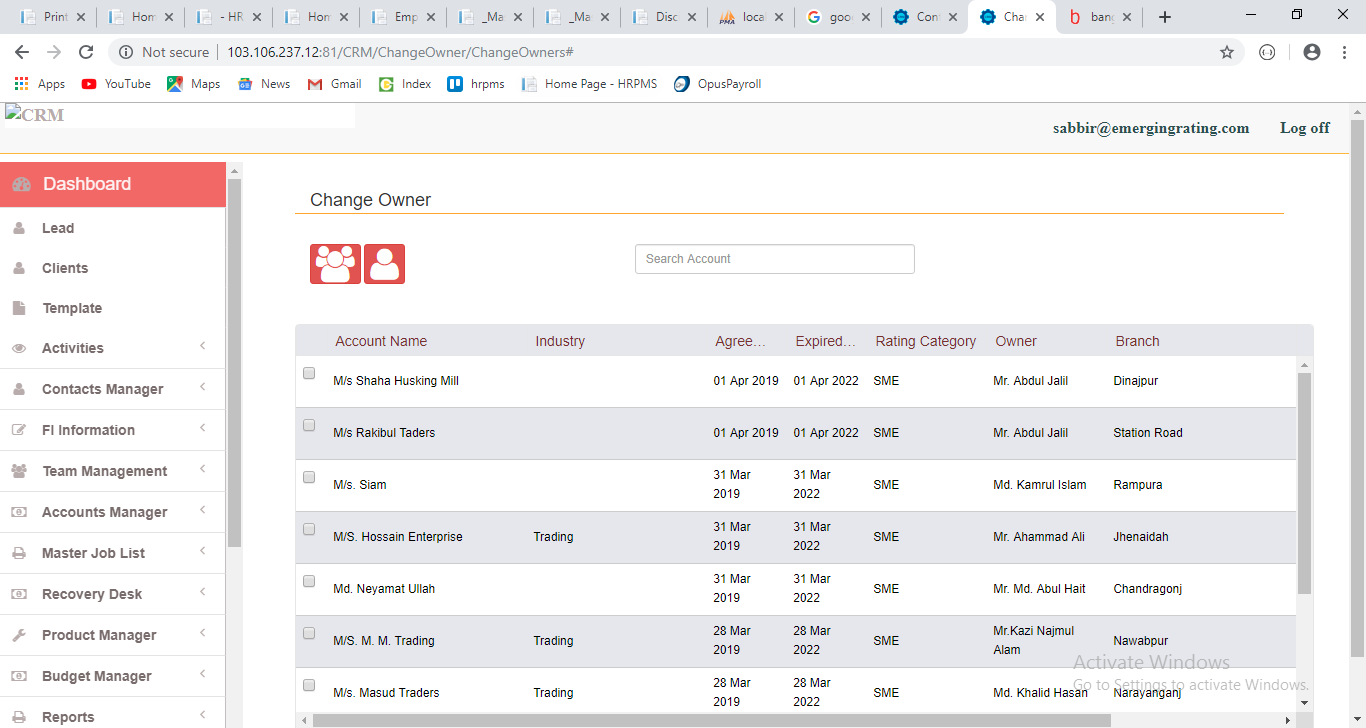 Print
Hom
- HR
Hom
Emp
_Ma
_Ma
Disc
loca
goo
Con
Cha
bang
Not secure
103.106.237.12:81/CRM/ChangeOwner/ChangeOwners#
Apps YouTube Maps News Gmail Index hrpms Home Page - HRPMS OpusPayroll
CRM
sabbir@emergingrating.com Log off
Dashboard
Lead
Clients
Template
Activities
Contacts Manager
FI Information
Team Management
Accounts Manager
Master Job List
Recovery Desk
Product Manager
Budget Manager
Reports
Change Owner
Search Account
Account Name Industry Agree... Expired... Rating Category Owner Branch
M/s Shaha Husking Mill 01 Apr 2019 01 Apr 2022 SME Mr. Abdul Jalil Dinajpur
M/s Rakibul Taders 01 Apr 2019 01 Apr 2022 SME Mr. Abdul Jalil Station Road
M/s. Siam 31 Mar 2019 31 Mar 2022 SME Md. Kamrul Islam Rampura
M/S. Hossain Enterprise Trading 31 Mar 2019 31 Mar 2022 SME Mr. Ahammad Ali Jhenaidah
Md. Neyamat Ullah 31 Mar 2019 31 Mar 2022 SME Mr. Md. Abul Hait Chandragonj
M/S. M. M. Trading Trading 28 Mar 2019 28 Mar 2022 SME Mr.Kazi Najmul Alam Nawabpur
M/s. Masud Traders Trading 28 Mar 2019 28 Mar 2022 SME Md. Khalid Hasan Narayanganj
Activate Windows
Go to Settings to activate Windows.